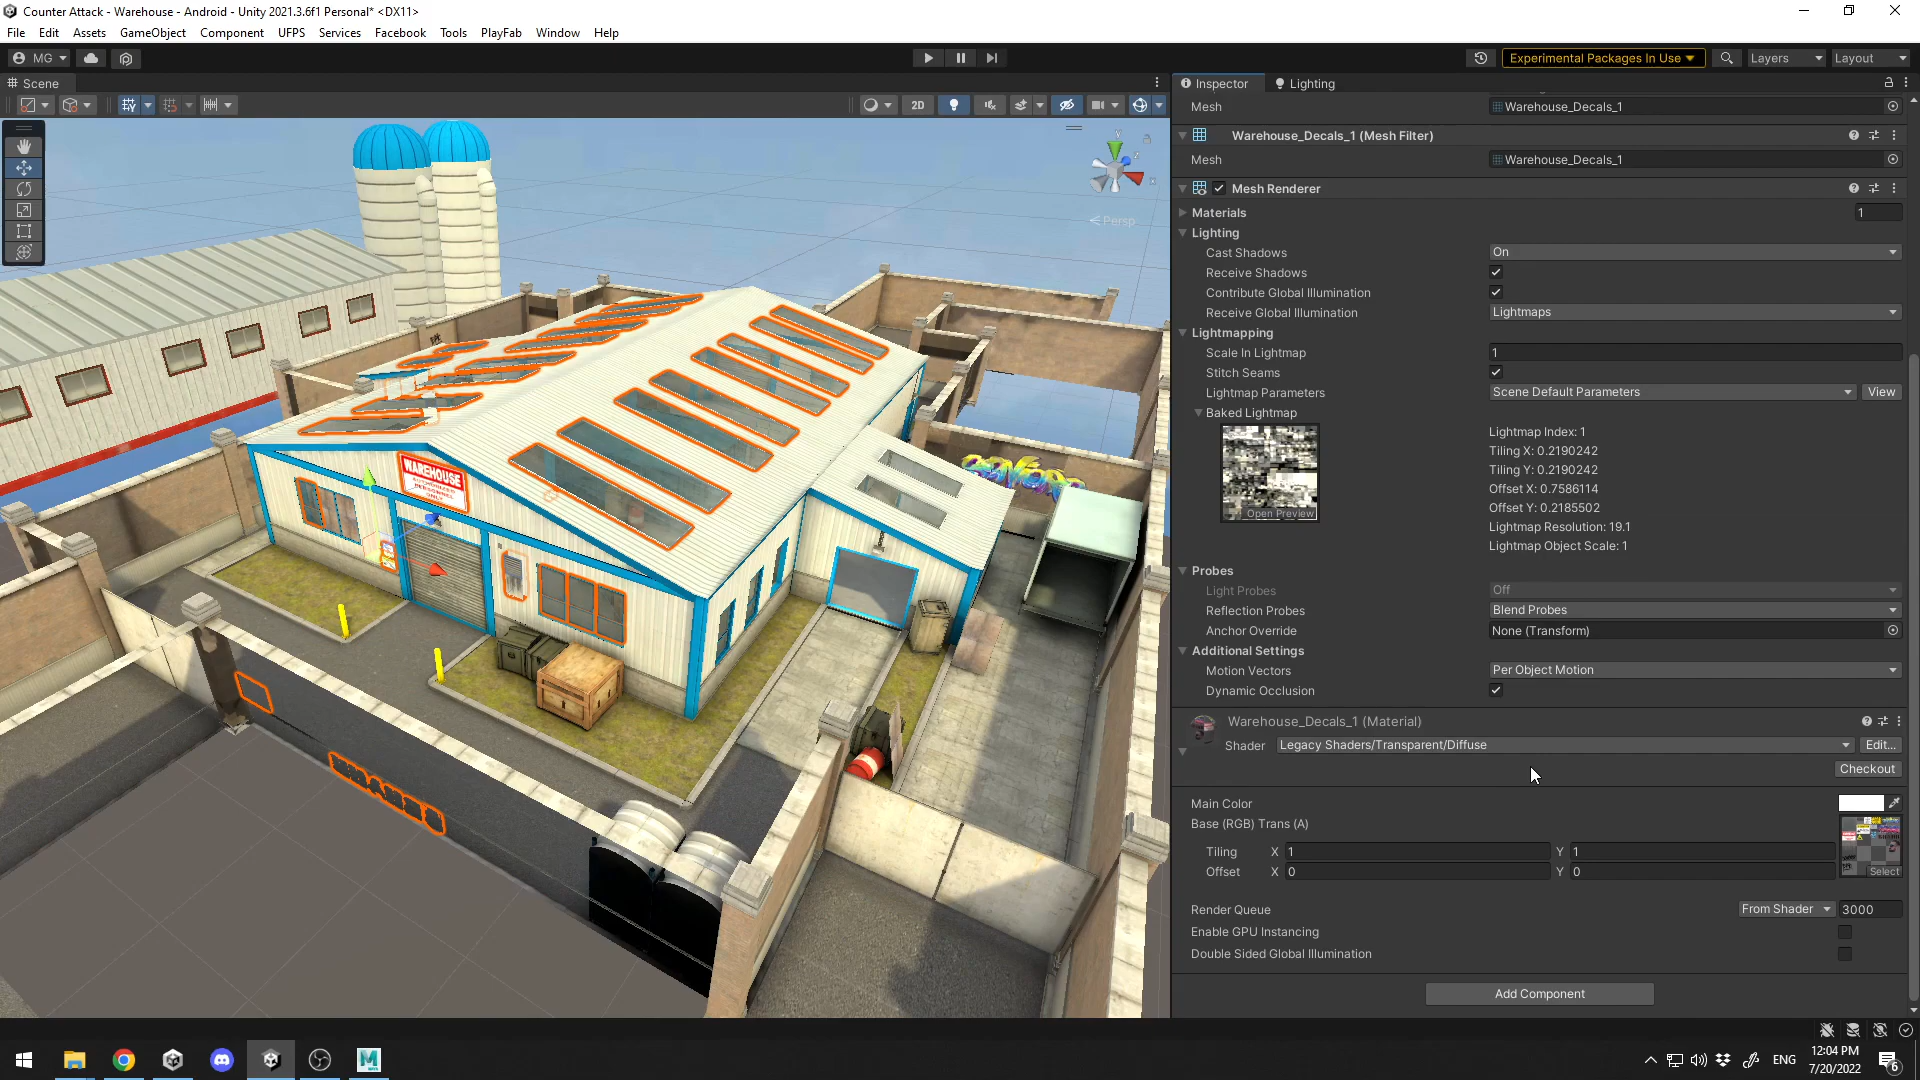 Counter Attack - Warehouse - Android - Unity 2021.3.6f1 Personal* <DX11>
File Edit Assets GameObject Component UFPS Services Facebook Tools PlayFab Window Help
MG Experimental Packages In Use Layers Layout
Scene
2D
Persp
WAREHOUSE
AUTHORIZED
PERSONNEL
ONLY
Inspector Lighting
Mesh Warehouse_Decals_1
Warehouse_Decals_1 (Mesh Filter)
Mesh Warehouse_Decals_1
Mesh Renderer
Materials 1
Lighting
Cast Shadows On
Receive Shadows
Contribute Global Illumination
Receive Global Illumination Lightmaps
Lightmapping
Scale In Lightmap 1
Stitch Seams
Lightmap Parameters Scene Default Parameters View
Baked Lightmap
Open Preview
Lightmap Index: 1
Tiling X: 0.2190242
Tiling Y: 0.2190242
Offset X: 0.7586114
Offset Y: 0.2185502
Lightmap Resolution: 19.1
Lightmap Object Scale: 1
Probes
Light Probes Off
Reflection Probes Blend Probes
Anchor Override None (Transform)
Additional Settings
Motion Vectors Per Object Motion
Dynamic Occlusion
Warehouse_Decals_1 (Material)
Shader Legacy Shaders/Transparent/Diffuse Edit...
Checkout
Main Color
Base (RGB) Trans (A)
Tiling X 1 Y 1
Offset X 0 Y 0
Select
Render Queue From Shader 3000
Enable GPU Instancing
Double Sided Global Illumination
Add Component
ENG
12:04 PM
7/20/2022
6